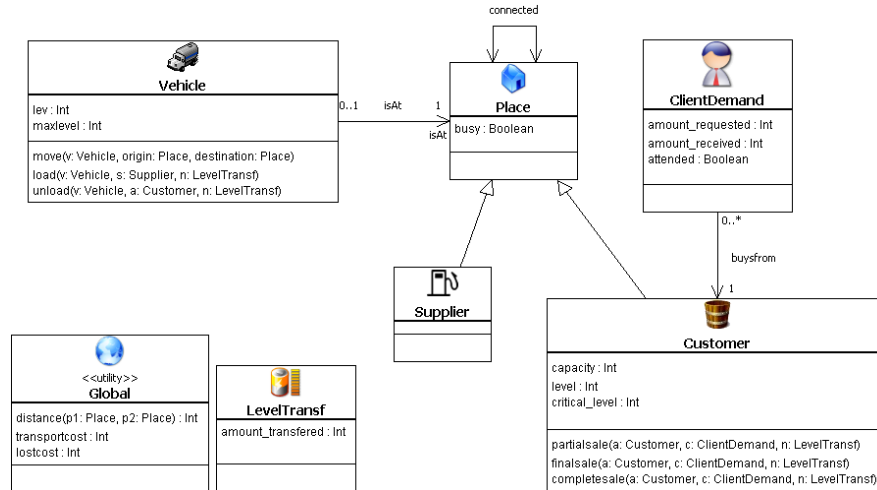 connected
Vehicle
lev : Int
maxlevel : Int
move(v: Vehicle, origin: Place, destination: Place)
load(v: Vehicle, s: Supplier, n: LevelTransf)
unload(v: Vehicle, a: Customer, n: LevelTransf)
0..1 isAt 1
isAt
Place
busy : Boolean
ClientDemand
amount_requested : Int
amount_received : Int
attended : Boolean
0..*
buysfrom
1
Supplier
Customer
capacity : Int
level : Int
critical_level : Int
partialsale(a: Customer, c: ClientDemand, n: LevelTransf)
finalsale(a: Customer, c: ClientDemand, n: LevelTransf)
completesale(a: Customer, c: ClientDemand, n: LevelTransf)
<<utility>>
Global
distance(p1: Place, p2: Place) : Int
transportcost : Int
lostcost : Int
LevelTransf
amount_transfered : Int